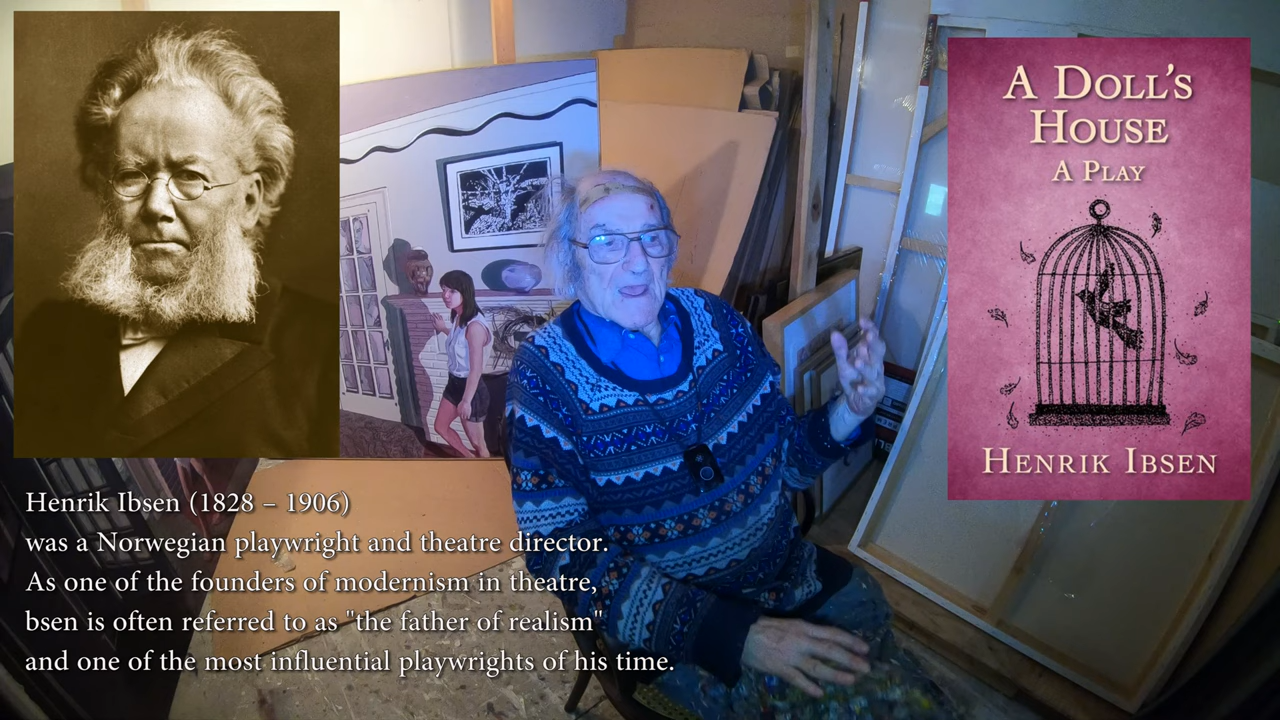 A Doll's
House
A Play
Henrik Ibsen
Henrik Ibsen (1828 – 1906)
was a Norwegian playwright and theatre director.
As one of the founders of modernism in theatre,
bsen is often referred to as "the father of realism"
and one of the most influential playwrights of his time.